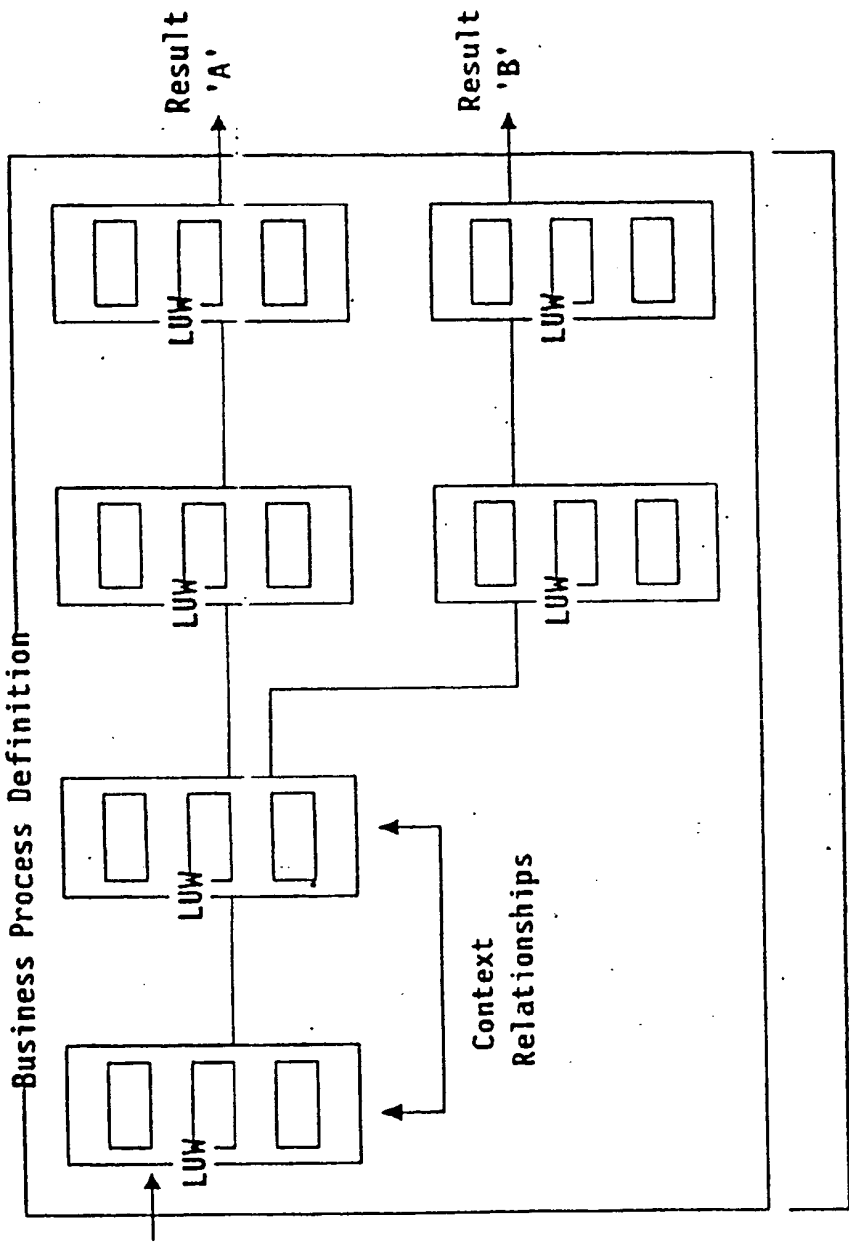 Business Process Definition
LUW
LUW
LUW
LUW
Result
'A'
LUW
LUW
Result
'B'
Context
Relationships